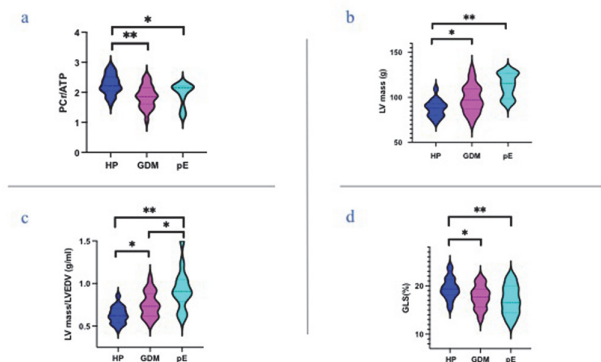 a
*
**
4
3
2
1
0
PCr/ATP
HP GDM pE
b
**
*
150
100
50
LV mass (g)
HP GDM pE
c
**
*
*
1.5
1.0
0.5
LV mass/LVEDV (g/ml)
HP GDM pE
d
**
*
20
10
GLS(%)
HP GDM pE